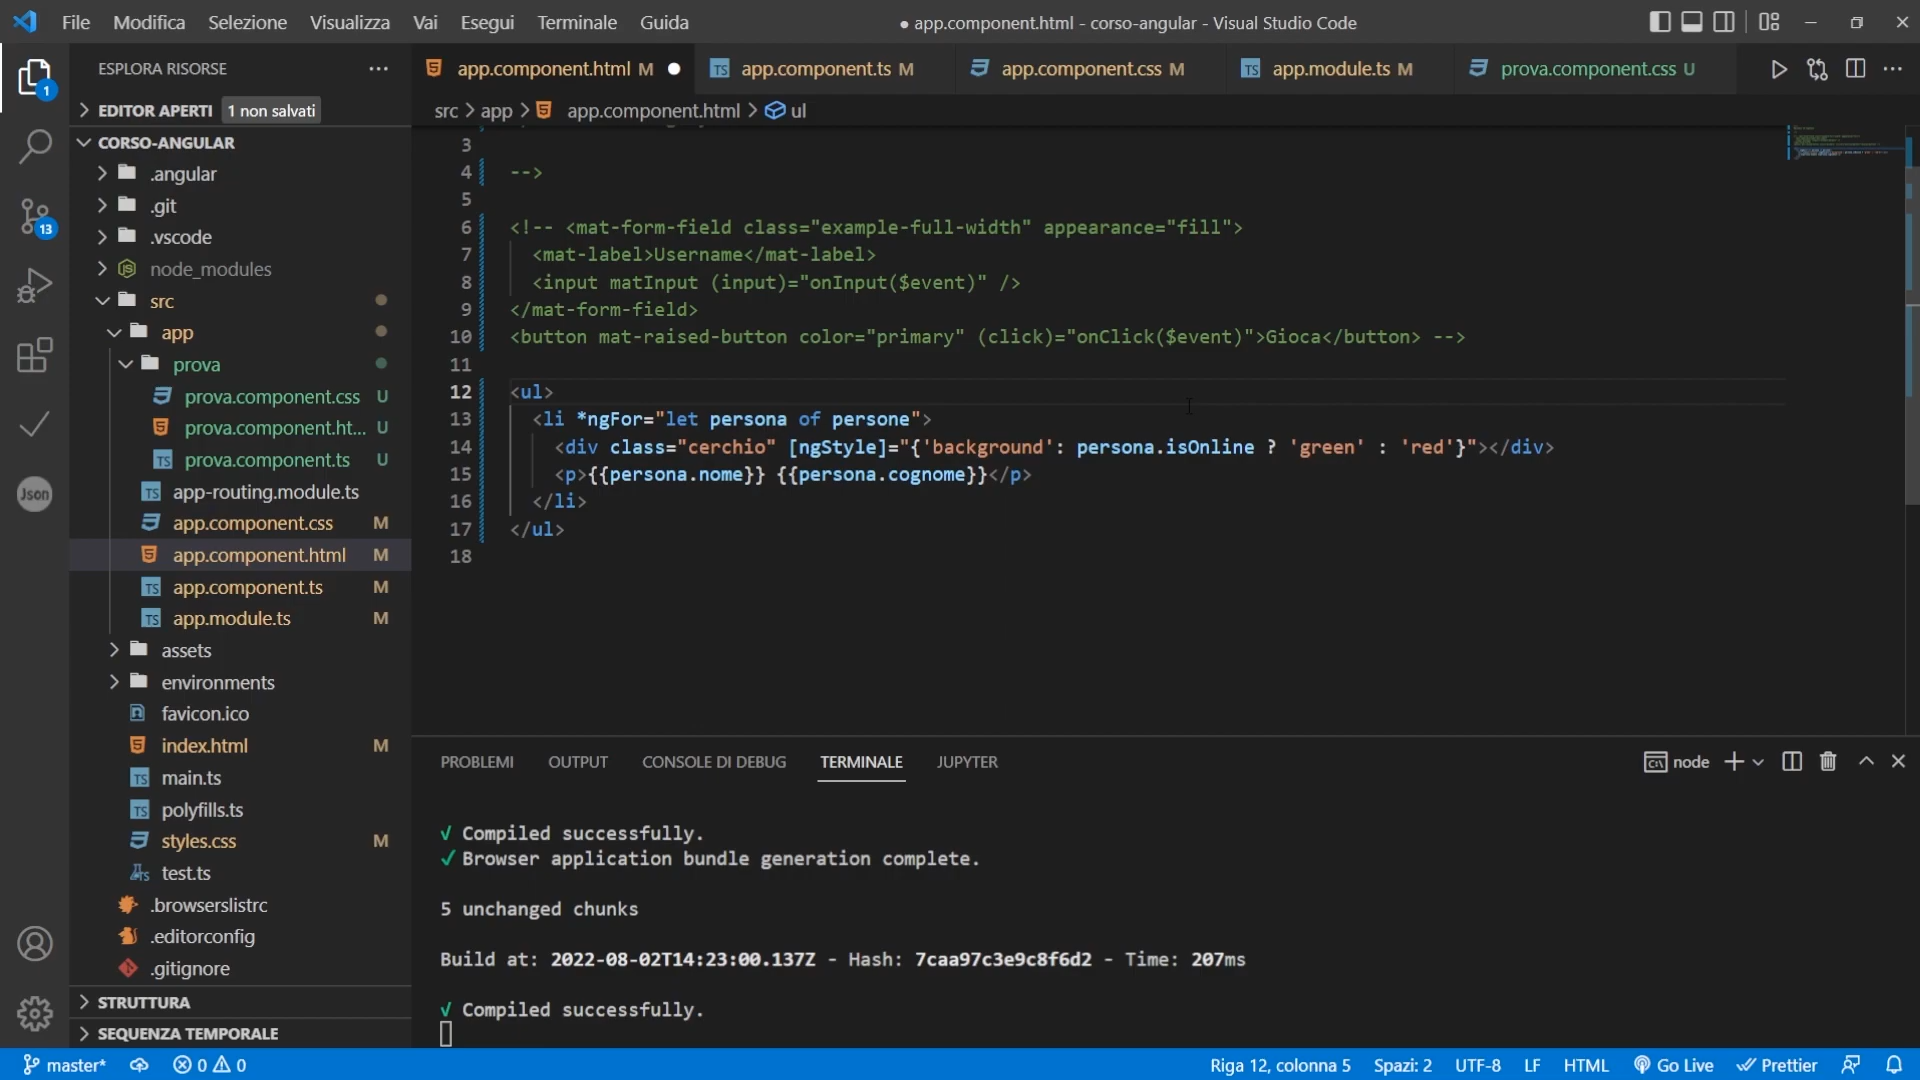 File Modifica Selezione Visualizza Vai Esegui Terminale Guida
● app.component.html - corso-angular - Visual Studio Code
ESPLORA RISORSE
EDITOR APERTI 1 non salvati
CORSO-ANGULAR
.angular
.git
.vscode
node_modules
src
app
prova
prova.component.css U
prova.component.ht... U
prova.component.ts U
app-routing.module.ts
app.component.css M
app.component.html M
app.component.ts M
app.module.ts M
assets
environments
favicon.ico
index.html M
main.ts
polyfills.ts
styles.css M
test.ts
.browserslistrc
.editorconfig
.gitignore
STRUTTURA
SEQUENZA TEMPORALE
1
13
Json
app.component.html M app.component.ts M app.component.css M app.module.ts M prova.component.css U
src > app > app.component.html > ul
3
4 -->
5
6 <!-- <mat-form-field class="example-full-width" appearance="fill">
7 <mat-label>Username</mat-label>
8 <input matInput (input)="onInput($event)" />
9 </mat-form-field>
10 <button mat-raised-button color="primary" (click)="onClick($event)">Gioca</button> -->
11
12 <ul>
13 <li *ngFor="let persona of persone">
14 <div class="cerchio" [ngStyle]="{'background': persona.isOnline ? 'green' : 'red'}"></div>
15 <p>{{persona.nome}} {{persona.cognome}}</p>
16 </li>
17 </ul>
18
PROBLEMI OUTPUT CONSOLE DI DEBUG TERMINALE JUPYTER
node
√ Compiled successfully.
✓ Browser application bundle generation complete.
5 unchanged chunks
Build at: 2022-08-02T14:23:00.137Z - Hash: 7caa97c3e9c8f6d2 - Time: 207ms
√ Compiled successfully.
master* 0 0
Riga 12, colonna 5 Spazi: 2 UTF-8 LF HTML Go Live Prettier